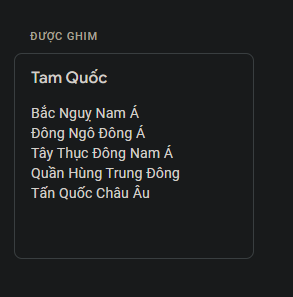 ĐƯỢC GHIM
Tam Quốc
Bắc Nguỵ Nam Á
Đông Ngô Đông Á
Tây Thục Đông Nam Á
Quần Hùng Trung Đông
Tấn Quốc Châu Âu